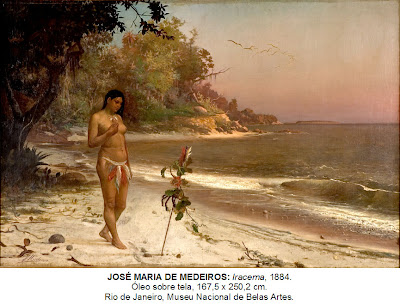 JOSÉ MARIA DE MEDEIROS: Iracema, 1884.
Óleo sobre tela, 167,5 x 250,2 cm.
Rio de Janeiro, Museu Nacional de Belas Artes.